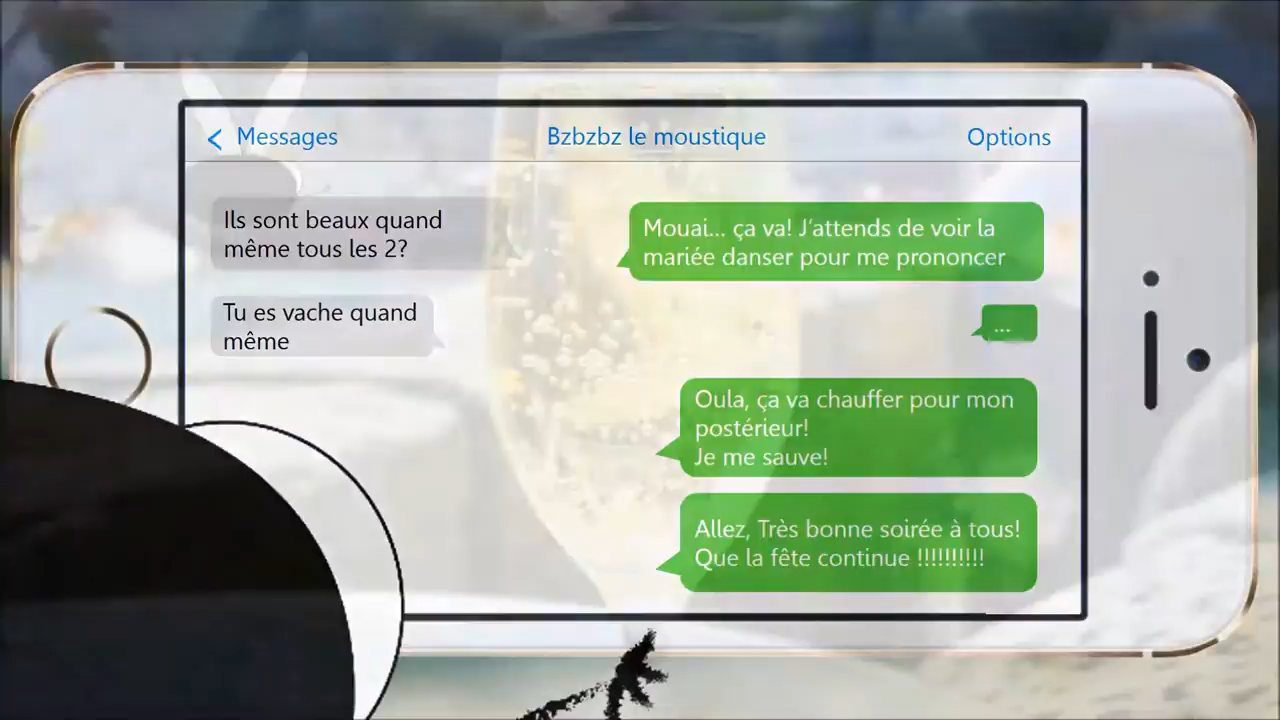 Messages
Bzbzbz le moustique
Options
Ils sont beaux quand
même tous les 2?
Mouai... ça va! J'attends de voir la
mariée danser pour me prononcer
Tu es vache quand
même
...
Oula, ça va chauffer pour mon
postérieur!
Je me sauve!
Allez, Très bonne soirée à tous!
Que la fête continue !!!!!!!!!!